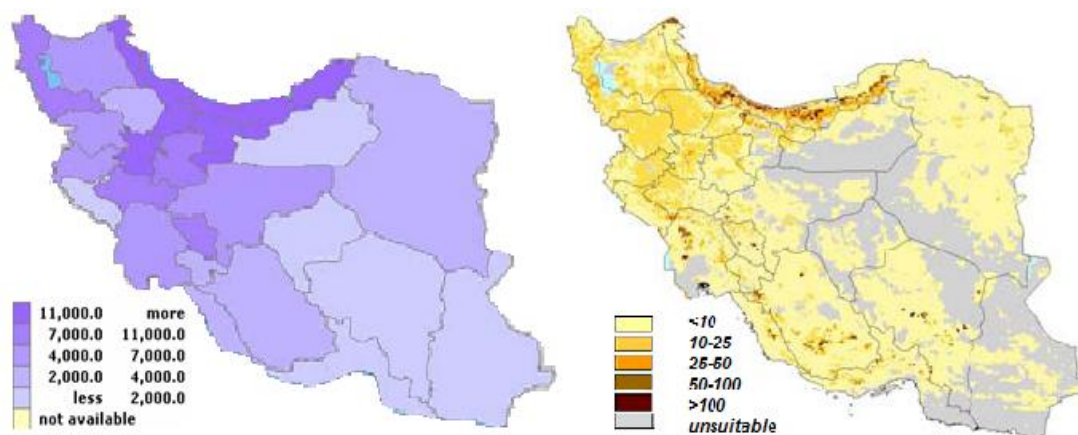 11,000.0 more
7,000.0 11,000.0
4,000.0 7,000.0
2,000.0 4,000.0
less 2,000.0
not available
<10
10-25
25-50
50-100
>100
unsuitable